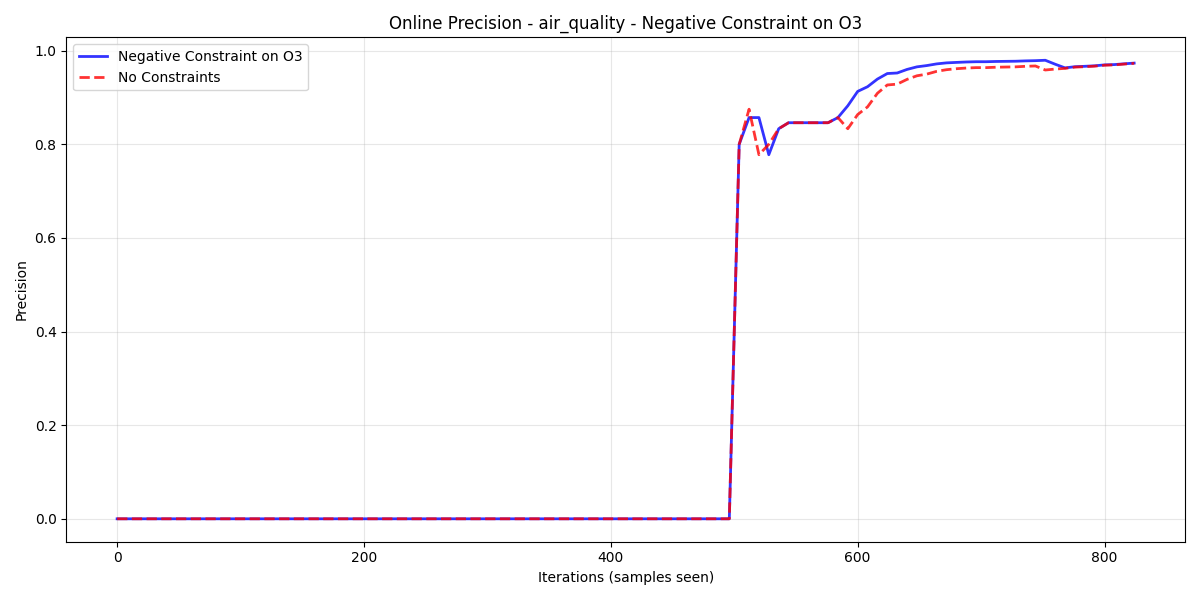 Online Precision - air_quality - Negative Constraint on O3
Negative Constraint on O3
No Constraints
1.0
0.8
0.6
0.4
0.2
0.0
Precision
0 200 400 600 800
Iterations (samples seen)